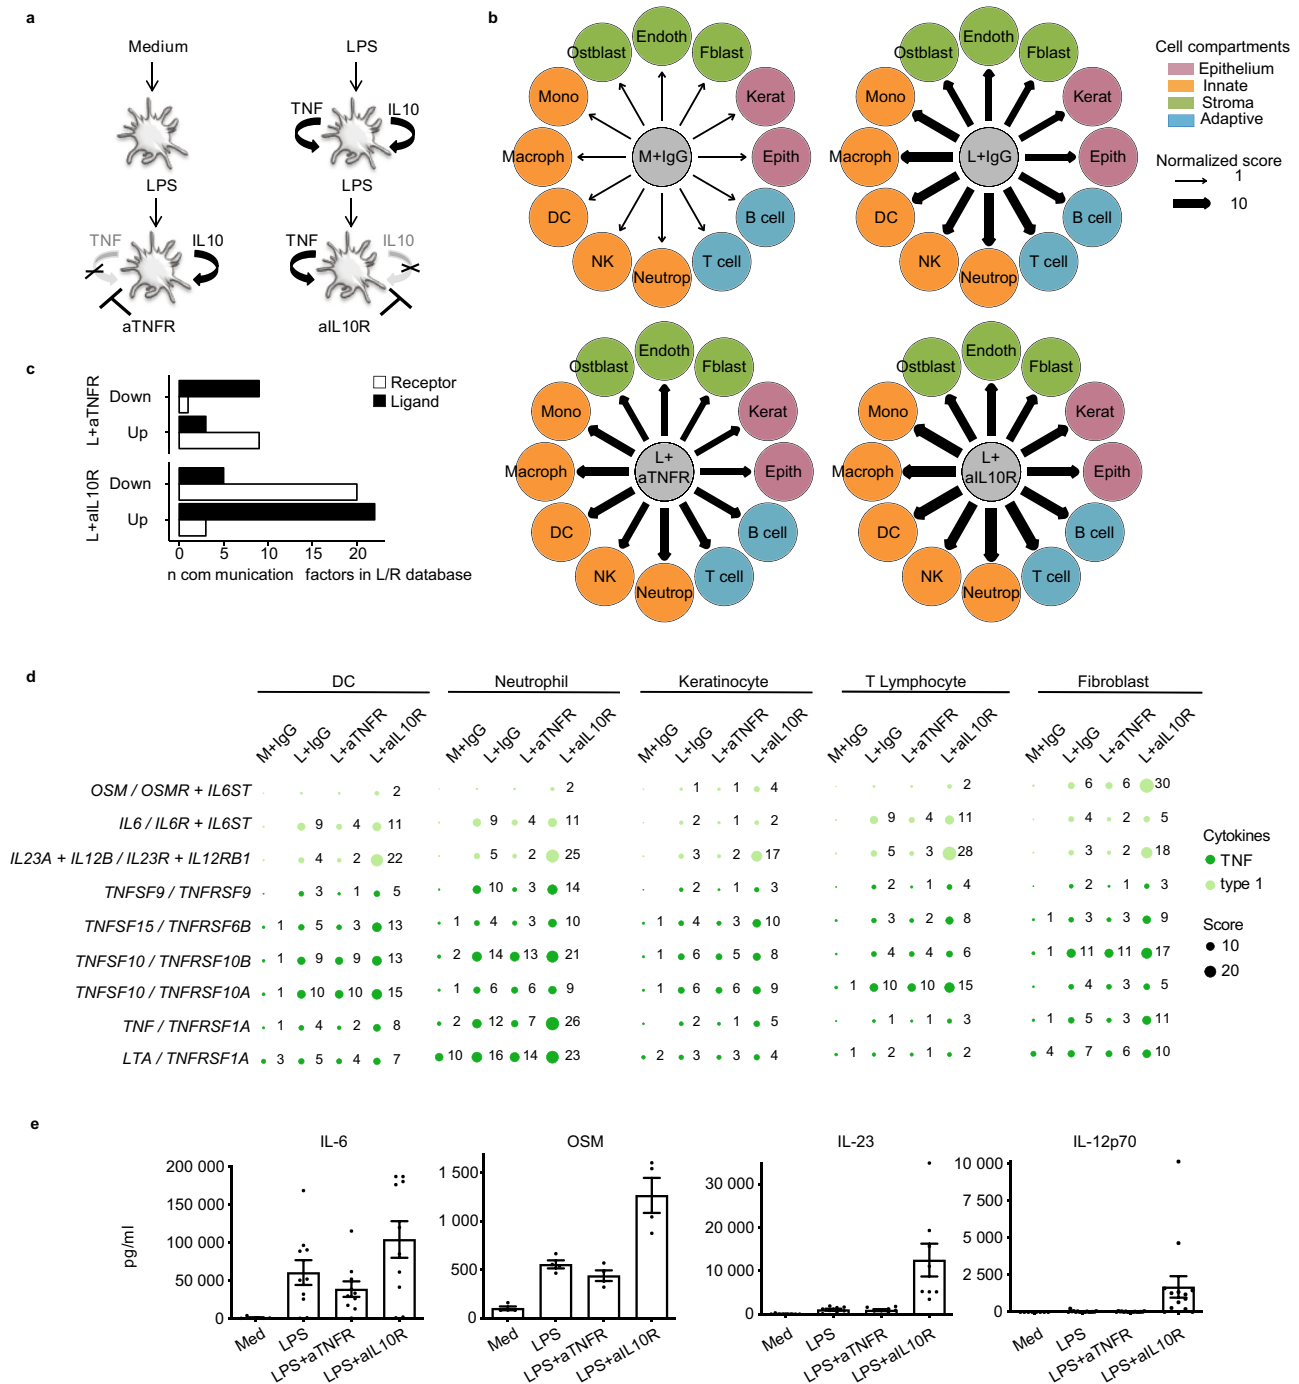 a
Medium
LPS
TNF
IL10
LPS
LPS
TNF
IL10
TNF
IL10
aTNFR
aIL10R
b
Endoth
Ostblast
Fblast
Mono
Kerat
Macroph
M+IgG
Epith
DC
B cell
NK
T cell
Neutrop
Endoth
Ostblast
Fblast
Mono
Kerat
Macroph
L+IgG
Epith
DC
B cell
NK
T cell
Neutrop
Cell compartments
Epithelium
Innate
Stroma
Adaptive
Normalized score
1
10
Endoth
Ostblast
Fblast
Mono
Kerat
Macroph
L+
aTNFR
Epith
DC
B cell
NK
T cell
Neutrop
Endoth
Ostblast
Fblast
Mono
Kerat
Macroph
L+
aIL10R
Epith
DC
B cell
NK
T cell
Neutrop
c
L+aTNFR
Down
Up
L+aIL10R
Down
Up
Receptor
Ligand
0 5 10 15 20
n com munication factors in L/R database
d
DC Neutrophil Keratinocyte T Lymphocyte Fibroblast
M+IgG L+IgG L+aTNFR L+aIL10R M+IgG L+IgG L+aTNFR L+aIL10R M+IgG L+IgG L+aTNFR L+aIL10R M+IgG L+IgG L+aTNFR L+aIL10R M+IgG L+IgG L+aTNFR L+aIL10R
OSM / OSMR + IL6ST 2 2 1 1 4 2 6 6 30
IL6 / IL6R + IL6ST 9 4 11 9 4 11 2 1 2 9 4 11 4 2 5
IL23A + IL12B / IL23R + IL12RB1 4 2 22 5 2 25 3 2 17 5 3 28 3 2 18
TNFSF9 / TNFRSF9 3 1 5 10 3 14 2 1 3 2 1 4 2 1 3
TNFSF15 / TNFRSF6B 1 5 3 13 1 4 3 10 1 4 3 10 3 2 8 1 3 3 9
TNFSF10 / TNFRSF10B 1 9 9 13 2 14 13 21 1 6 5 8 4 4 6 1 11 11 17
TNFSF10 / TNFRSF10A 1 10 10 15 1 6 6 9 1 6 6 9 1 10 10 15 4 3 5
TNF / TNFRSF1A 1 4 2 8 2 12 7 26 2 1 5 1 1 3 1 5 3 11
LTA / TNFRSF1A 3 5 4 7 10 16 14 23 2 3 3 4 1 2 1 2 4 7 6 10
Cytokines
TNF
type 1
Score
10
20
e
pg/ml
IL-6
200 000
150 000
100 000
50 000
0
Med LPS LPS+aTNFR LPS+aIL10R
OSM
1 500
1 000
500
0
Med LPS LPS+aTNFR LPS+aIL10R
IL-23
30 000
20 000
10 000
0
Med LPS LPS+aTNFR LPS+aIL10R
IL-12p70
10 000
7 500
5 000
2 500
0
Med LPS LPS+aTNFR LPS+aIL10R